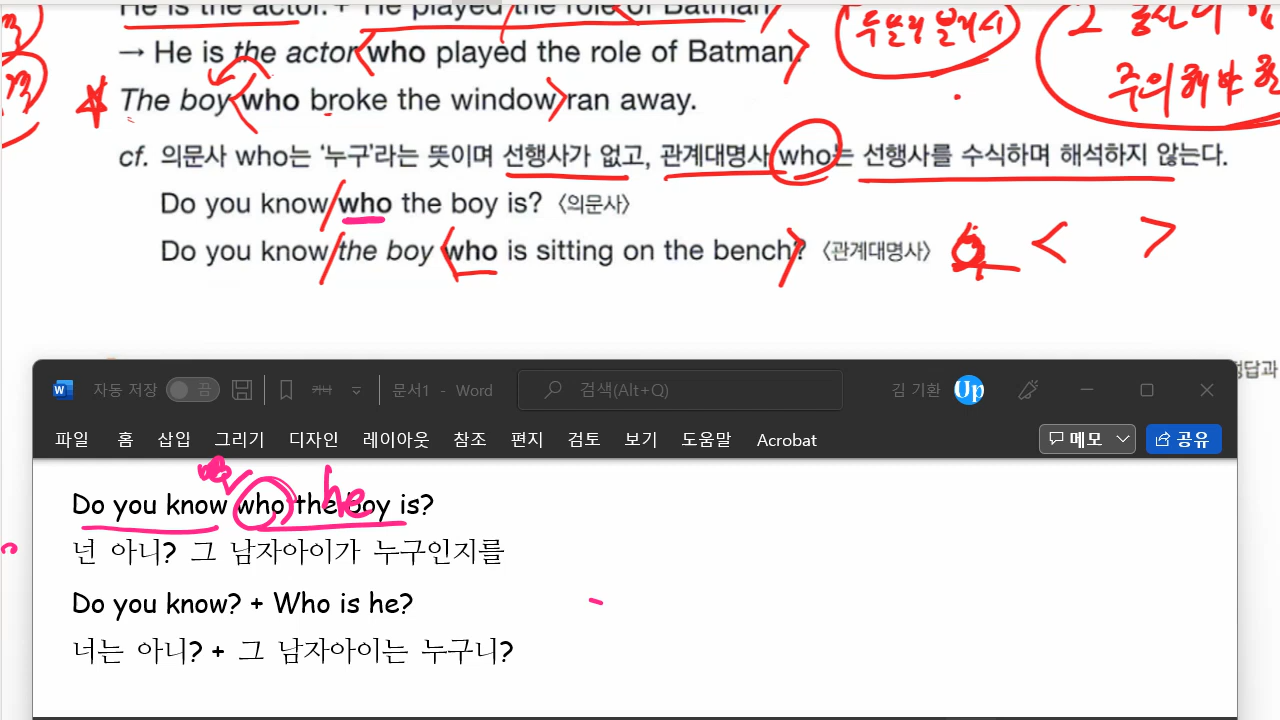 He is the actor. + He played the role of Batman.
→ He is the actor who played the role of Batman.
The boy who broke the window ran away.
cf. 의문사 who는 '누구'라는 뜻이며 선행사가 없고, 관계대명사 who는 선행사를 수식하며 해석하지 않는다.
Do you know who the boy is? 〈의문사〉
Do you know the boy who is sitting on the bench? 〈관계대명사〉
주의해야
정답과
자동 저장 끔 가나 문서1 - Word 검색(Alt+Q) 김 기환 Up
파일 홈 삽입 그리기 디자인 레이아웃 참조 편지 검토 보기 도움말 Acrobat 메모 공유
he
Do you know who the boy is?
넌 아니? 그 남자아이가 누구인지를
Do you know? + Who is he?
너는 아니? + 그 남자아이는 누구니?